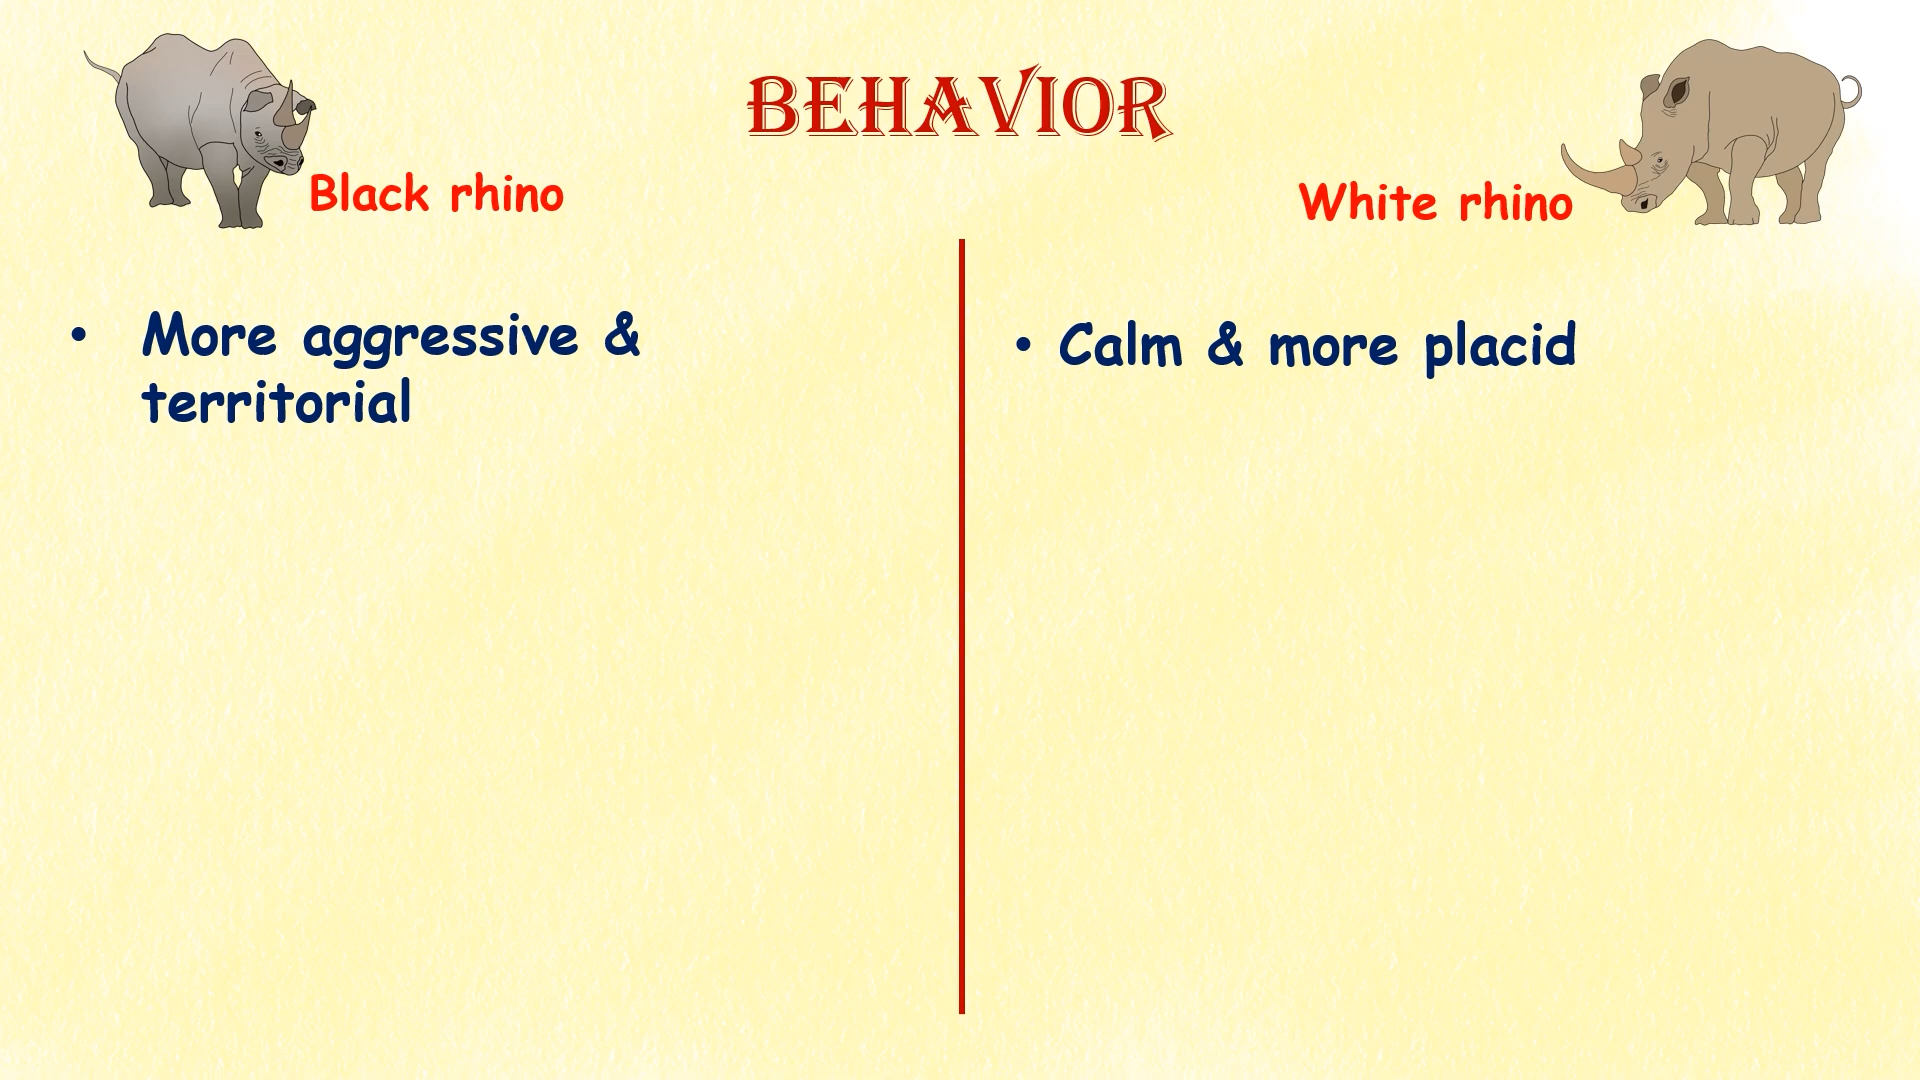 BEHAVIOR
Black rhino
White rhino
• More aggressive &
territorial
• Calm & more placid